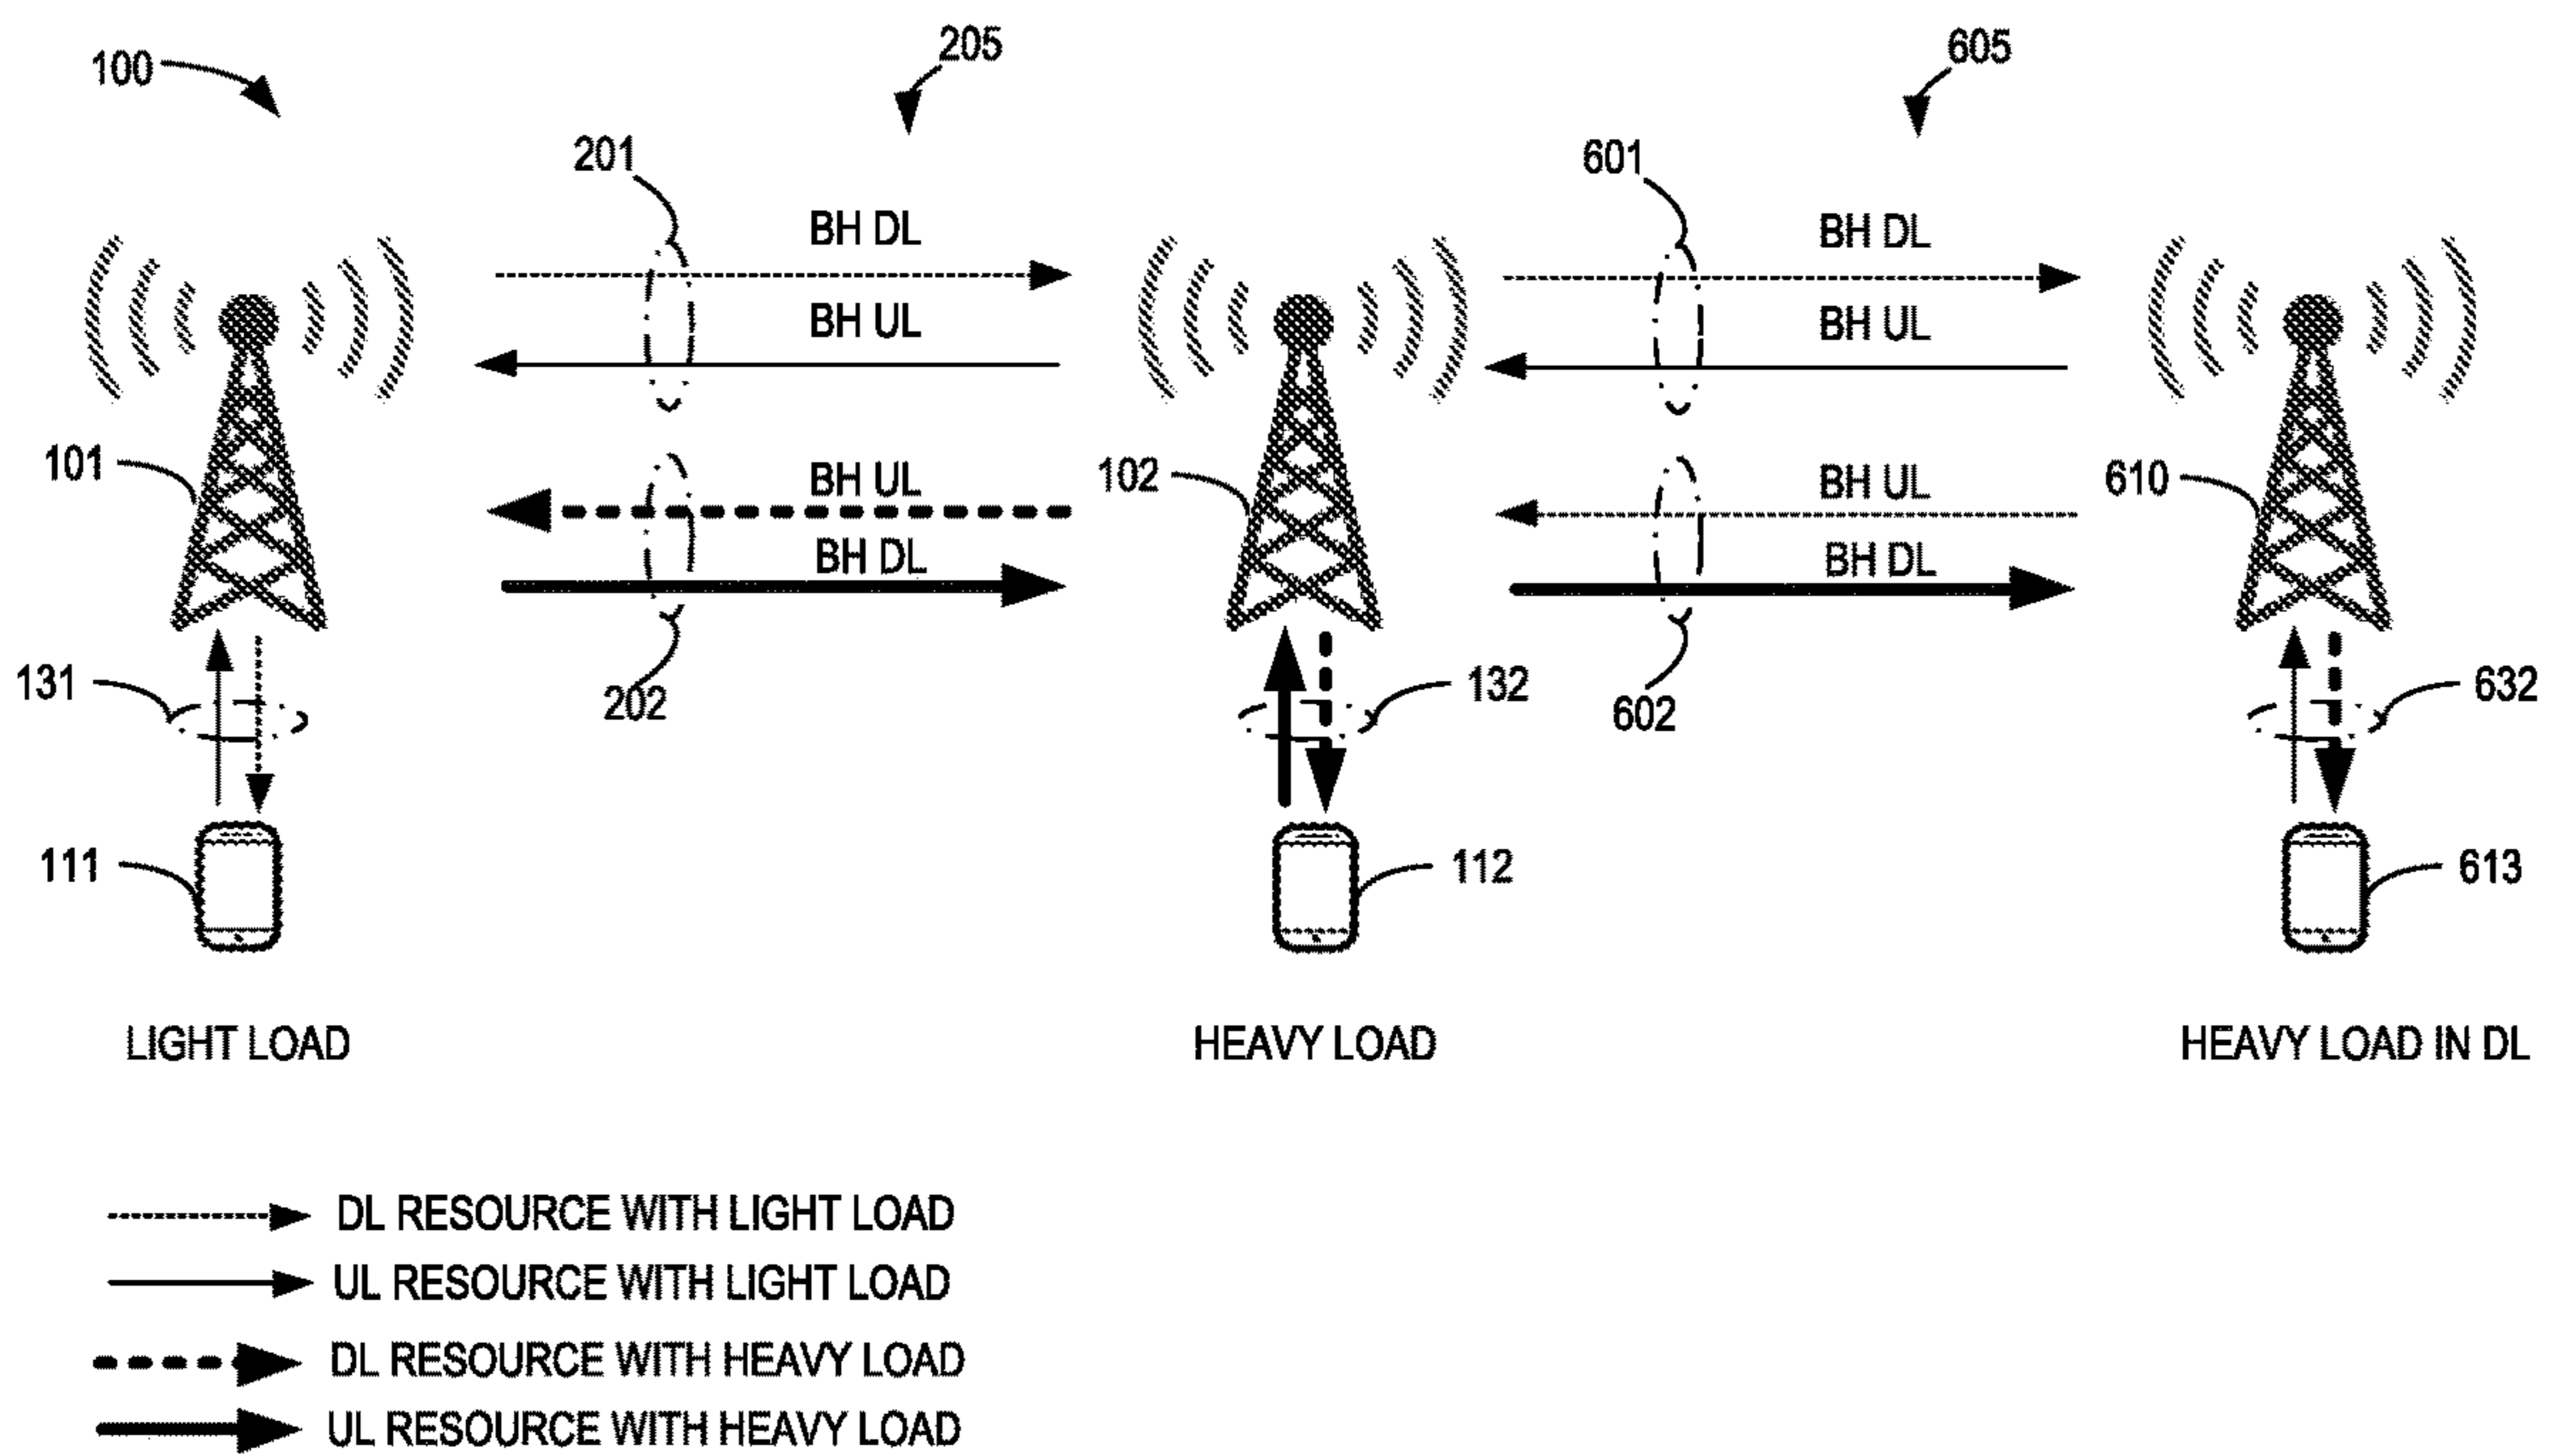 100
205
605
201
601
BH DL
BH DL
BH UL
BH UL
101
BH UL
102
BH UL
610
BH DL
BH DL
131
202
132
602
632
111
112
613
LIGHT LOAD
HEAVY LOAD
HEAVY LOAD IN DL
DL RESOURCE WITH LIGHT LOAD
UL RESOURCE WITH LIGHT LOAD
DL RESOURCE WITH HEAVY LOAD
UL RESOURCE WITH HEAVY LOAD